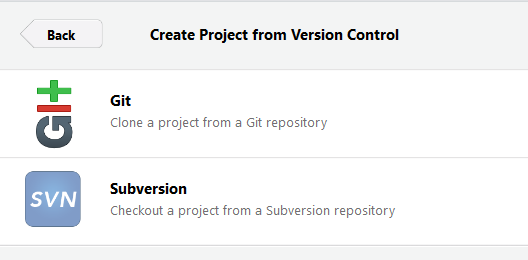 Back
Create Project from Version Control
Git
Git
Clone a project from a Git repository
SVN
Subversion
Checkout a project from a Subversion repository